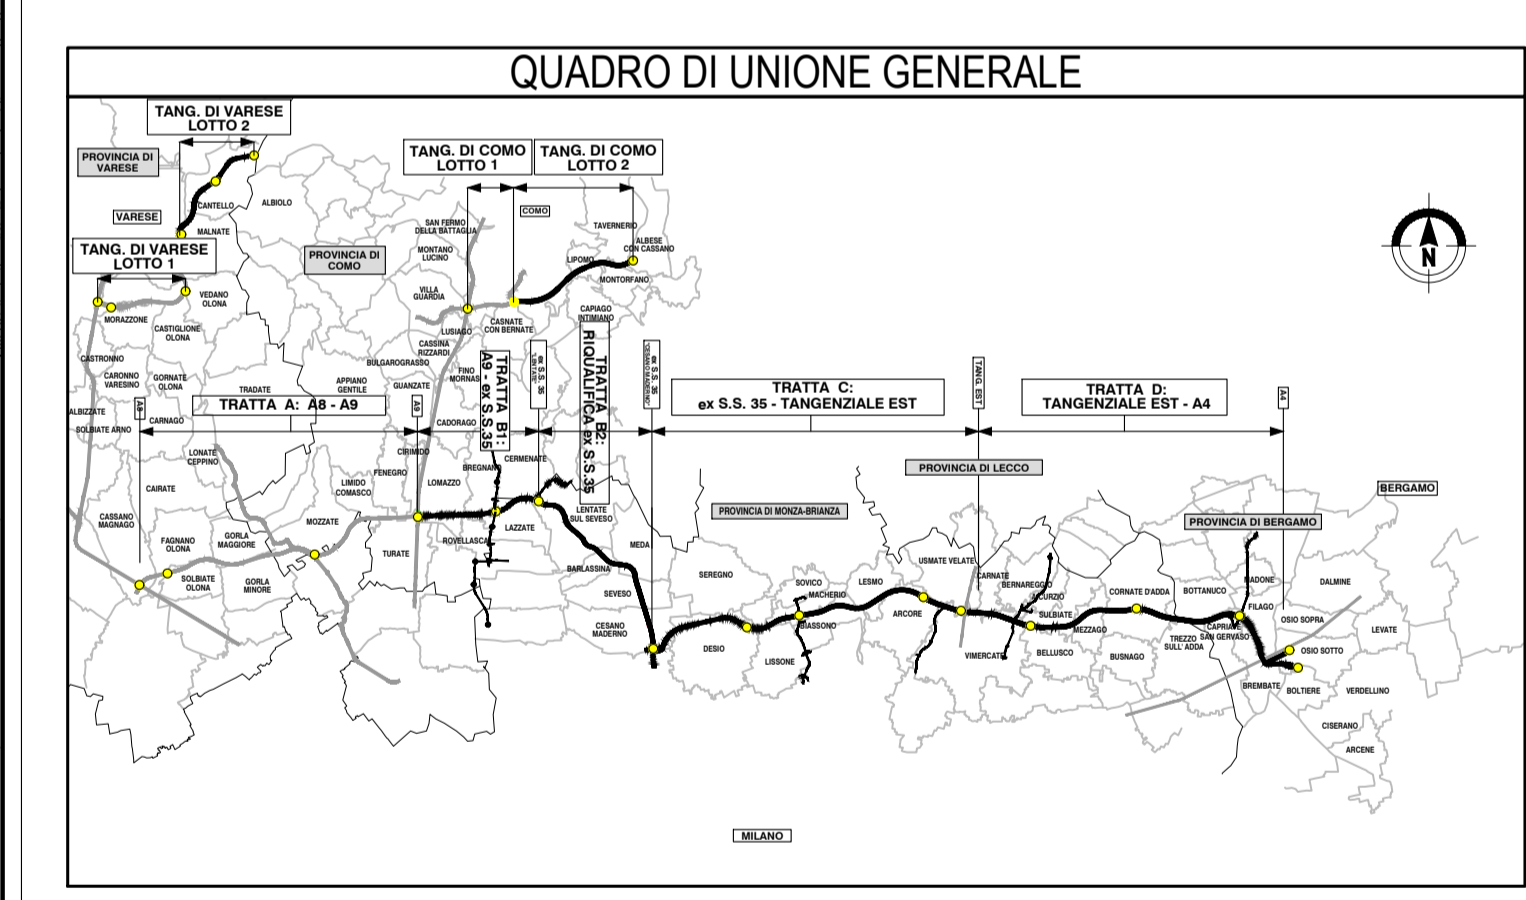 QUADRO DI UNIONE GENERALE
TANG. DI VARESE
LOTTO 2
PROVINCIA DI
VARESE
CANTELLO
ALBIOLO
VARESE
MALNATE
TANG. DI VARESE
LOTTO 1
VEDANO
OLONA
MORAZZONE
CASTIGLIONE
OLONA
PROVINCIA DI
COMO
TANG. DI COMO
LOTTO 1
TANG. DI COMO
LOTTO 2
COMO
SAN FERMO
DELLA BATTAGLIA
MONTANO
LUCINO
VILLA
GUARDIA
TAVERNERIO
ALBESE
CON CASSANO
LIPOMO
MONTORFANO
CAPIAGO
INTIMIANO
CASNATE
CON BERNATE
LUSIAGO
CASSINA
RIZZARDI
BULGAROGRASSO
FINO
MORNAS
GUANZATE
APPIANO
GENTILE
CASTRONNO
CARONNO
VARESINO
GORNATE
OLONA
TRADATE
ALBIZZATE
SOLBIATE ARNO
CARNAGO
A8
TRATTA A: A8 - A9
A9
CADORAGO
TRATTA B1:
A9 - ex S.S.35
ex S.S. 35
"LENTATE"
TRATTA B2:
RIQUALIFICA ex S.S.35
ex S.S. 35
"CESANO MADERNO"
TRATTA C:
ex S.S. 35 - TANGENZIALE EST
TANG. EST
TRATTA D:
TANGENZIALE EST - A4
A4
N
LONATE
CEPPINO
CIRIMIDO
FENEGRO
LIMIDO
COMASCO
LOMAZZO
BREGNANO
CERMENATE
CAIRATE
CASSANO
MAGNAGO
MOZZATE
LENTATE
SUL SEVESO
LAZZATE
ROVELLASCA
TURATE
FAGNANO
OLONA
GORLA
MAGGIORE
SOLBIATE
OLONA
GORLA
MINORE
MEDA
BARLASSINA
SEVESO
CESANO
MADERNO
PROVINCIA DI MONZA-BRIANZA
PROVINCIA DI LECCO
BERGAMO
PROVINCIA DI BERGAMO
SEREGNO
SOVICO
MACHERIO
LESMO
BIASSONO
DESIO
LISSONE
USMATE VELATE
CARNATE
BERNAREGGIO
ARCORE
SULBIATE
MEZZAGO
VIMERCATE
BELLUSCO
BUSNAGO
CORNATE D'ADDA
BOTTANUCO
MADONE
FILAGO
DALMINE
OSIO SOPRA
LEVATE
TREZZO
SULL' ADDA
CAPRIATE
SAN GERVASO
OSIO SOTTO
BREMBATE
BOLTIERE
VERDELLINO
CISERANO
ARCENE
MILANO